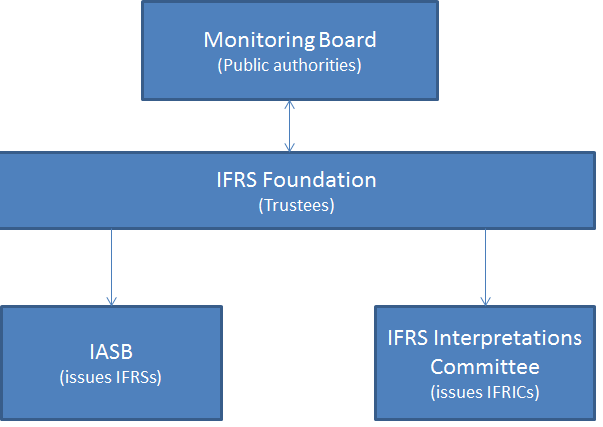 Monitoring Board
(Public authorities)
IFRS Foundation
(Trustees)
IASB
(issues IFRSs)
IFRS Interpretations
Committee
(issues IFRICs)